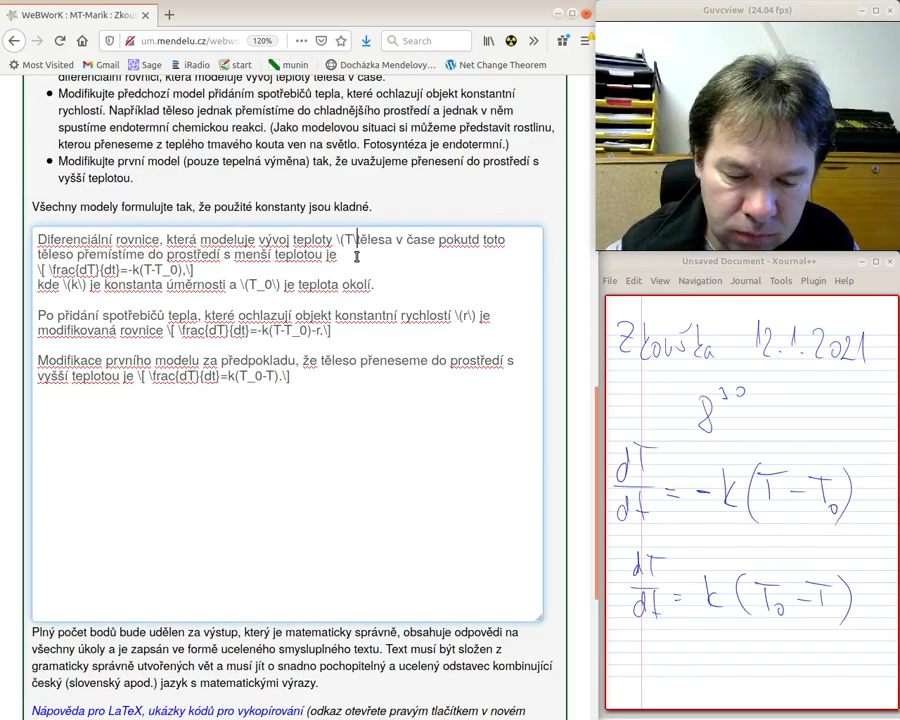 WeBWorK : MT-Marik : Zkou
Guvcview (24.04 fps)
um.mendelu.cz/webwo
120%
Search
Most Visited
Gmail
Sage
iRadio
start
munin
Docházka Mendelovy...
Net Change Theorem
diferenciální rovnici, která modeluje vývoj teploty tělesa v čase.
Modifikujte předchozí model přidáním spotřebičů tepla, které ochlazují objekt konstantní
rychlostí. Například těleso jednak přemístíme do chladnějšího prostředí a jednak v něm
spustíme endotermní chemickou reakci. (Jako modelovou situaci si můžeme představit rostlinu,
kterou přeneseme z teplého tmavého kouta ven na světlo. Fotosyntéza je endotermní.)
Modifikujte první model (pouze tepelná výměna) tak, že uvažujeme přenesení do prostředí s
vyšší teplotou.
Všechny modely formulujte tak, že použité konstanty jsou kladné.
Diferenciální rovnice, která modeluje vývoj teploty \(T\tělesa v čase pokutd toto
těleso přemístíme do prostředí s menší teplotou je
\[ \frac{dT}{dt}=-k(T-T_0),\]
kde \(k\) je konstanta úměrnosti a \(T_0\) je teplota okolí.
Po přidání spotřebičů tepla, které ochlazují objekt konstantní rychlostí \(r\) je
modifikovaná rovnice \[ \frac{dT}{dt}=-k(T-T_0)-r.\]
Modifikace prvního modelu za předpokladu, že těleso přeneseme do prostředí s
vyšší teplotou je \[ \frac{dT}{dt}=k(T_0-T).\]
Plný počet bodů bude udělen za výstup, který je matematicky správně, obsahuje odpovědi na
všechny úkoly a je zapsán ve formě uceleného smysluplného textu. Text musí být složen z
gramaticky správně utvořených vět a musí jít o snadno pochopitelný a ucelený odstavec kombinující
český (slovenský apod.) jazyk s matematickými výrazy.
Nápověda pro LaTeX, ukázky kódů pro vykopírování (odkaz otevřete pravým tlačítkem v novém
Unsaved Document - Xournal++
File Edit View Navigation Journal Tools Plugin Help
Zkouška 12.1.2021
8 30
dT/dt = -k(T - T0)
dT/dt = k(T0 - T)